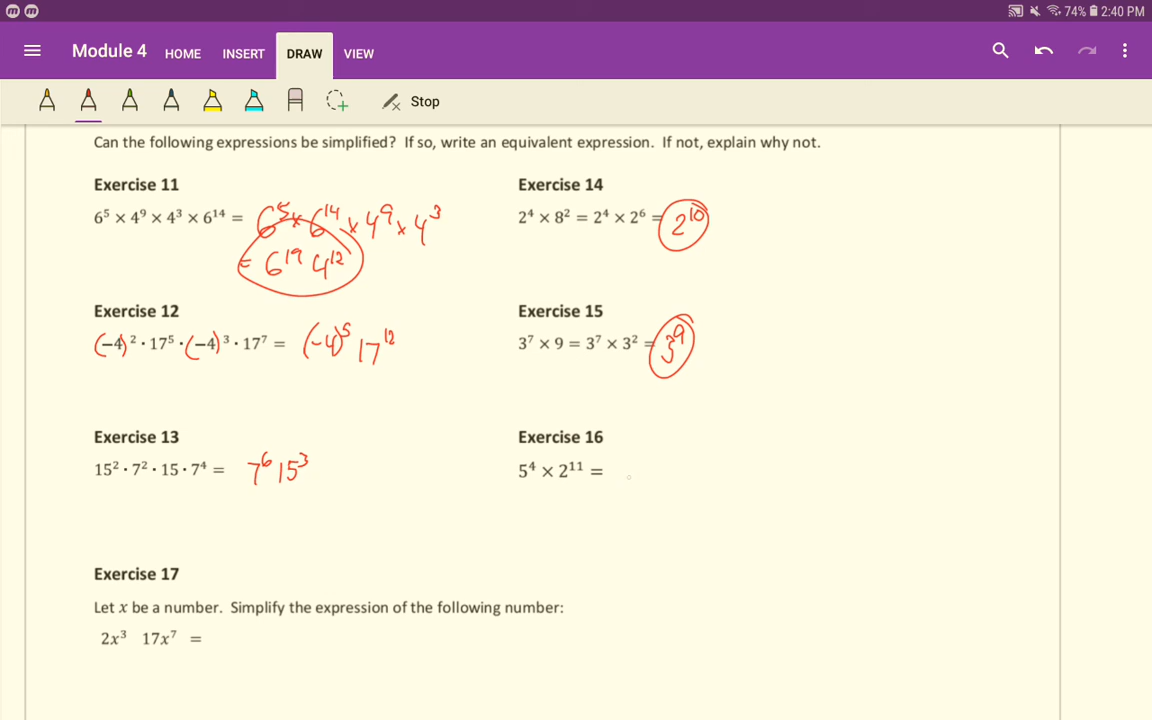 74% 2:40 PM
Module 4 HOME INSERT DRAW VIEW
Stop
Can the following expressions be simplified? If so, write an equivalent expression. If not, explain why not.
Exercise 11
6⁵ × 4⁹ × 4³ × 6¹⁴ = 6⁵ × 6¹⁴ × 4⁹ × 4³
= 6¹⁹ 4¹²
Exercise 12
(−4)² · 17⁵ · (−4)³ · 17⁷ = (−4)⁵ 17¹²
Exercise 13
15² · 7² · 15 · 7⁴ = 7⁶ 15³
Exercise 14
2⁴ × 8² = 2⁴ × 2⁶ = 2¹⁰
Exercise 15
3⁷ × 9 = 3⁷ × 3² = 3⁹
Exercise 16
5⁴ × 2¹¹ =
Exercise 17
Let x be a number. Simplify the expression of the following number:
2x³ 17x⁷ =